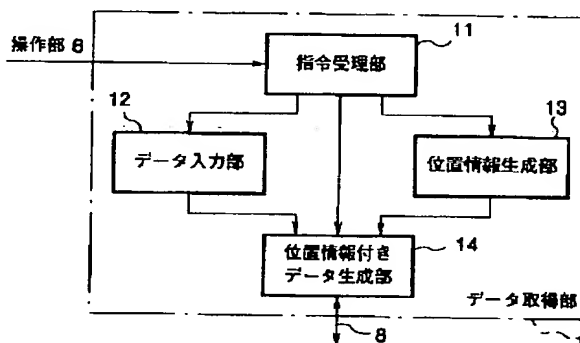 操作部 8
11
指令受理部
12
13
データ入力部
位置情報生成部
位置情報付き
データ生成部
14
データ取得部
8